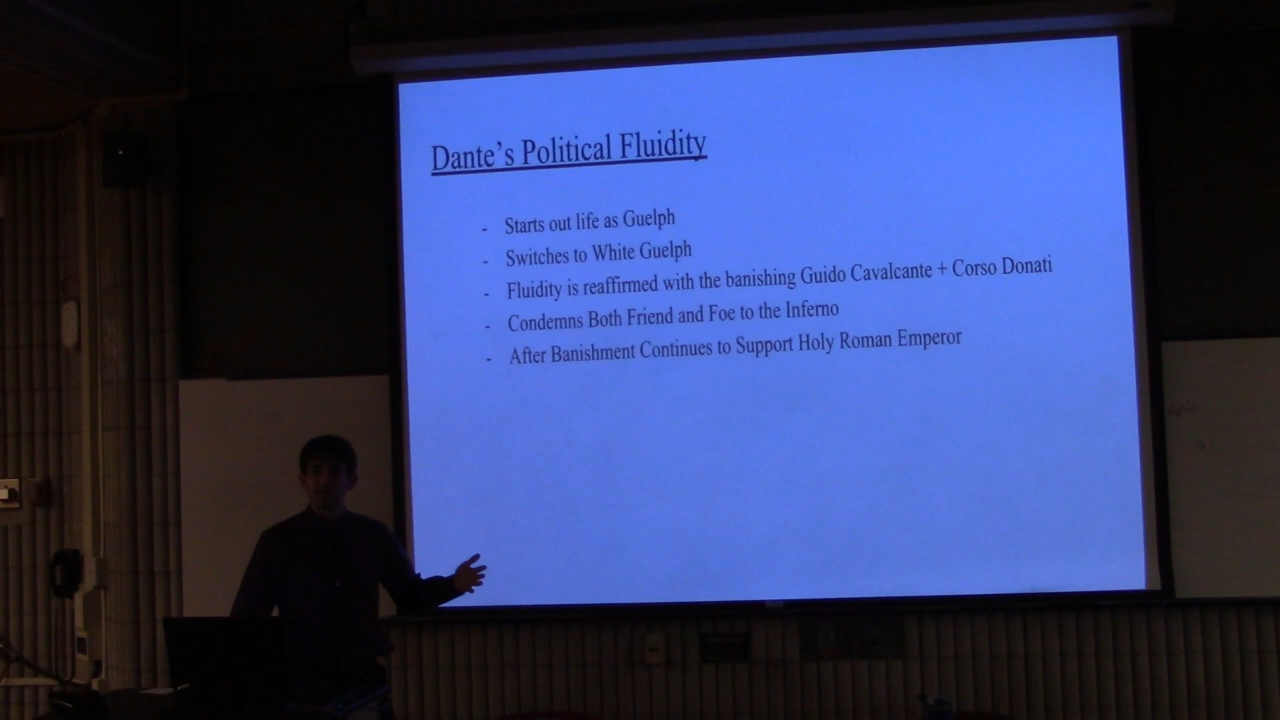 Dante's Political Fluidity
- Starts out life as Guelph
- Switches to White Guelph
- Fluidity is reaffirmed with the banishing Guido Cavalcante + Corso Donati
- Condemns Both Friend and Foe to the Inferno
- After Banishment Continues to Support Holy Roman Emperor